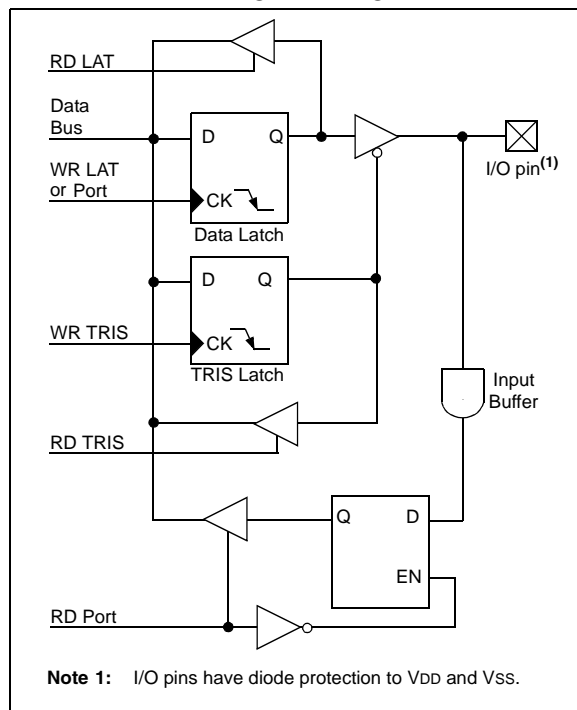 RD LAT
Data
Bus
D Q
I/O pin(1)
WR LAT
or Port
CK
Data Latch
D Q
WR TRIS
CK
TRIS Latch
Input
Buffer
RD TRIS
Q D
EN
RD Port
Note 1: I/O pins have diode protection to VDD and VSS.